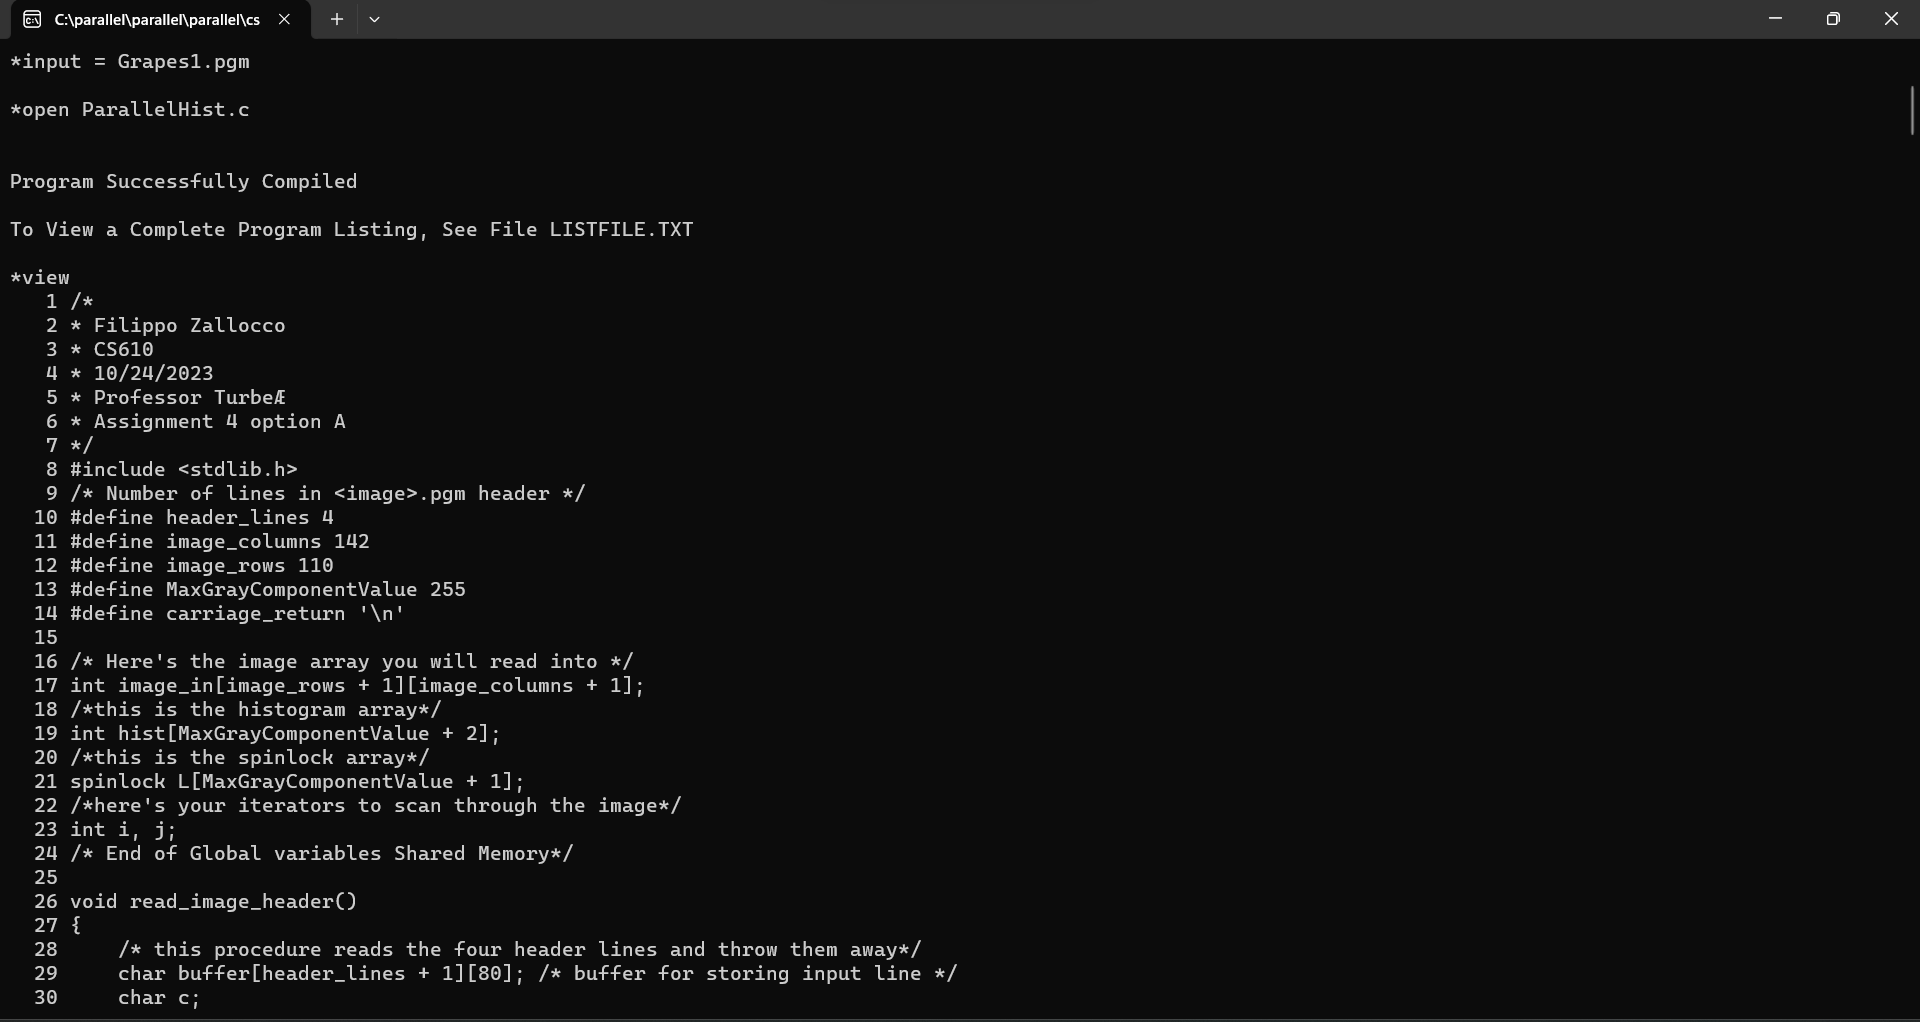 C:\parallel\parallel\parallel\cs
*input = Grapes1.pgm
*open ParallelHist.c
Program Successfully Compiled
To View a Complete Program Listing, See File LISTFILE.TXT
*view
1 /*
2 * Filippo Zallocco
3 * CS610
4 * 10/24/2023
5 * Professor TurbeÆ
6 * Assignment 4 option A
7 */
8 #include <stdlib.h>
9 /* Number of lines in <image>.pgm header */
10 #define header_lines 4
11 #define image_columns 142
12 #define image_rows 110
13 #define MaxGrayComponentValue 255
14 #define carriage_return '\n'
15
16 /* Here's the image array you will read into */
17 int image_in[image_rows + 1][image_columns + 1];
18 /*this is the histogram array*/
19 int hist[MaxGrayComponentValue + 2];
20 /*this is the spinlock array*/
21 spinlock L[MaxGrayComponentValue + 1];
22 /*here's your iterators to scan through the image*/
23 int i, j;
24 /* End of Global variables Shared Memory*/
25
26 void read_image_header()
27 {
28     /* this procedure reads the four header lines and throw them away*/
29     char buffer[header_lines + 1][80]; /* buffer for storing input line */
30     char c;